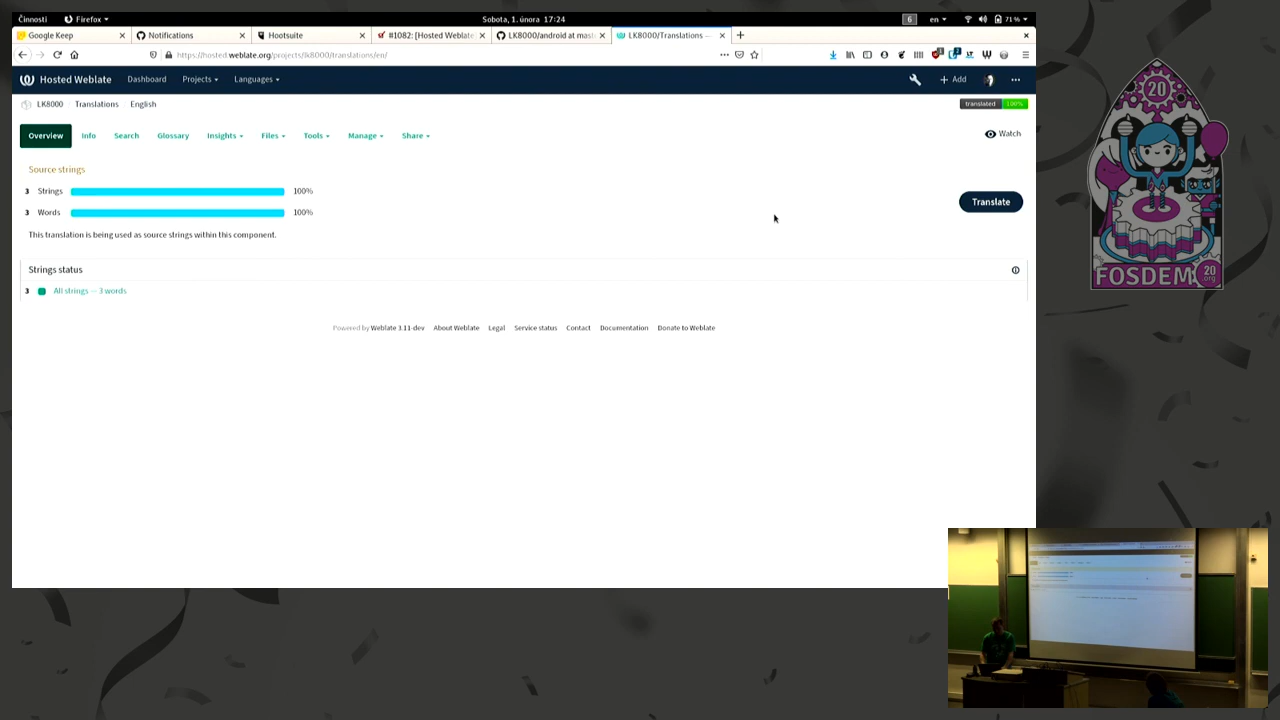 Činnosti Firefox Sobota, 1. února 17:24 6 en 71 %
Google Keep Notifications Hootsuite #1082: [Hosted Weblate LK8000/android at mast LK8000/Translations —
https://hosted.weblate.org/projects/lk8000/translations/en/
Hosted Weblate Dashboard Projects Languages Add
LK8000 Translations English translated 100%
Overview Info Search Glossary Insights Files Tools Manage Share Watch
Source strings
3 Strings 100%
Translate
3 Words 100%
This translation is being used as source strings within this component.
Strings status
3 All strings — 3 words
Powered by Weblate 3.11-dev About Weblate Legal Service status Contact Documentation Donate to Weblate
20
FOSDEM 20
.org